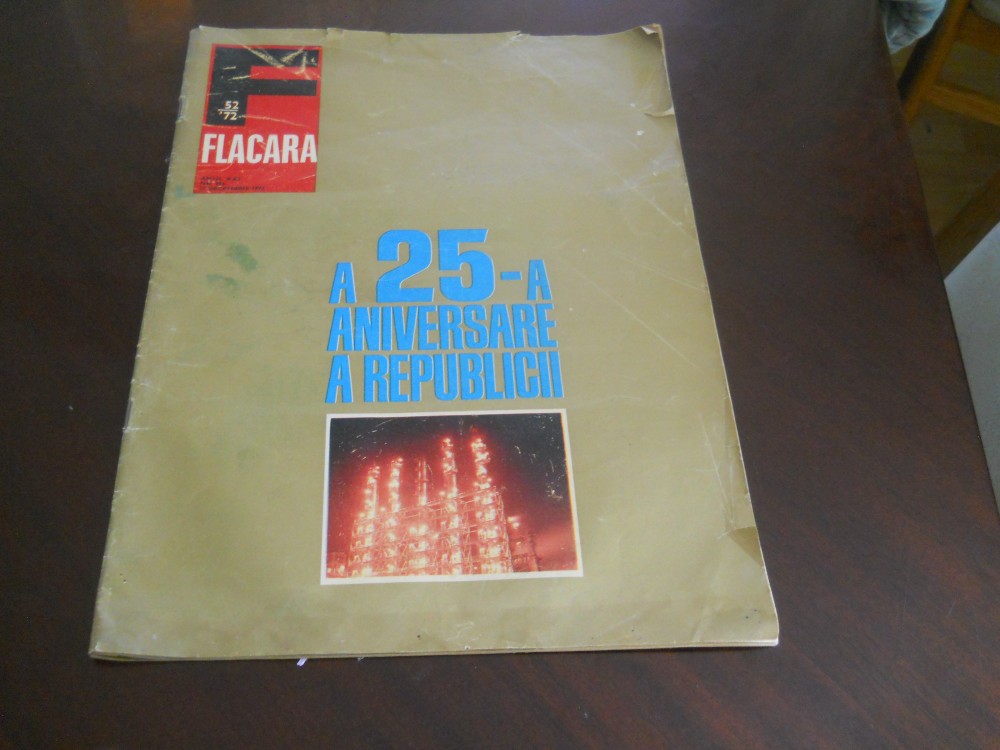 F
52
'72
FLACARA
A 25-A
ANIVERSARE
A REPUBLICII